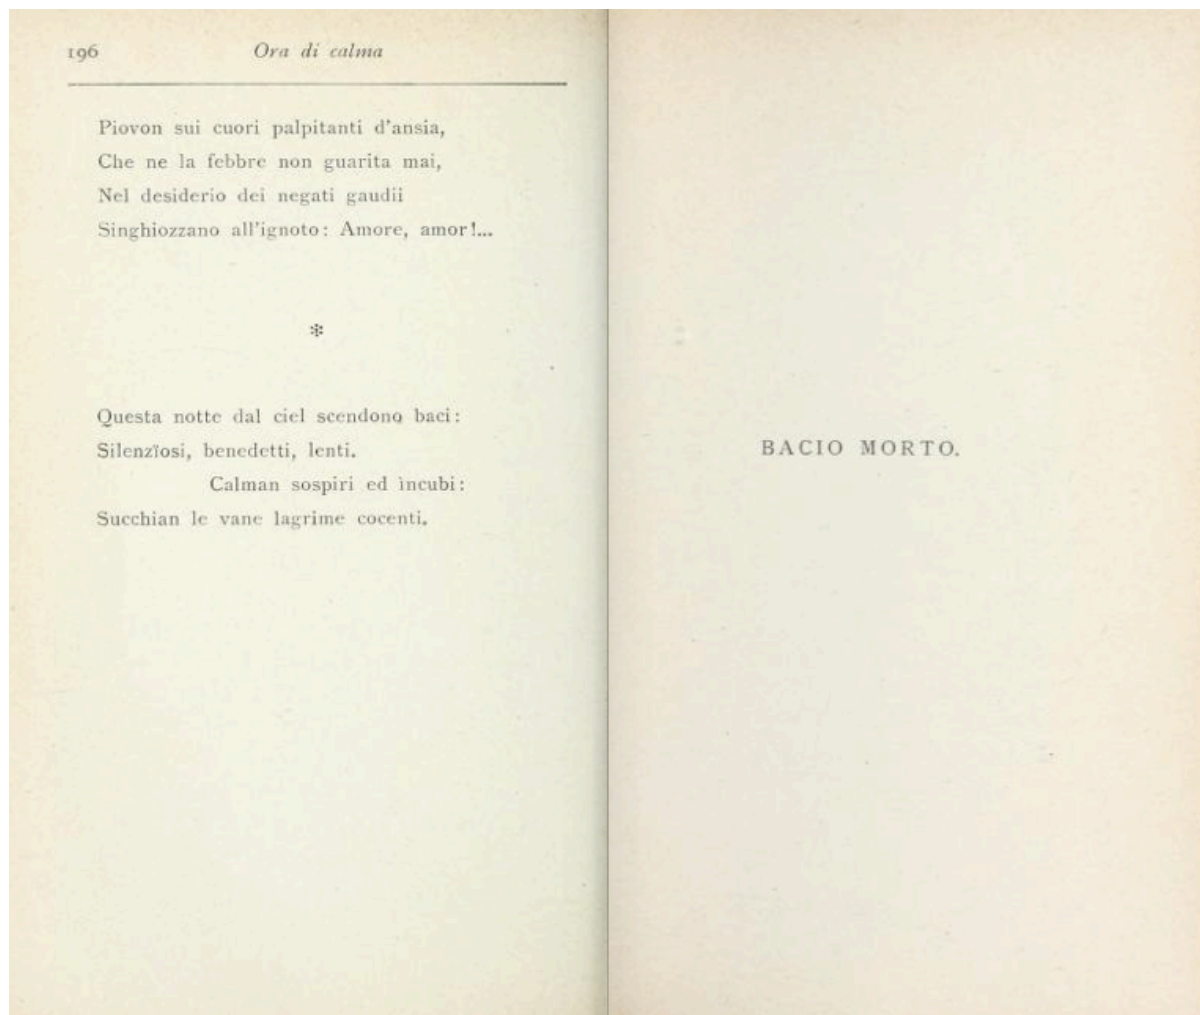 196 Ora di calma
Piovon sui cuori palpitanti d'ansia,
Che ne la febbre non guarita mai,
Nel desiderio dei negati gaudii
Singhiozzano all'ignoto: Amore, amor!...
*
Questa notte dal ciel scendono baci:
Silenzïosi, benedetti, lenti.
Calman sospiri ed incubi:
Succhian le vane lagrime cocenti.
BACIO MORTO.